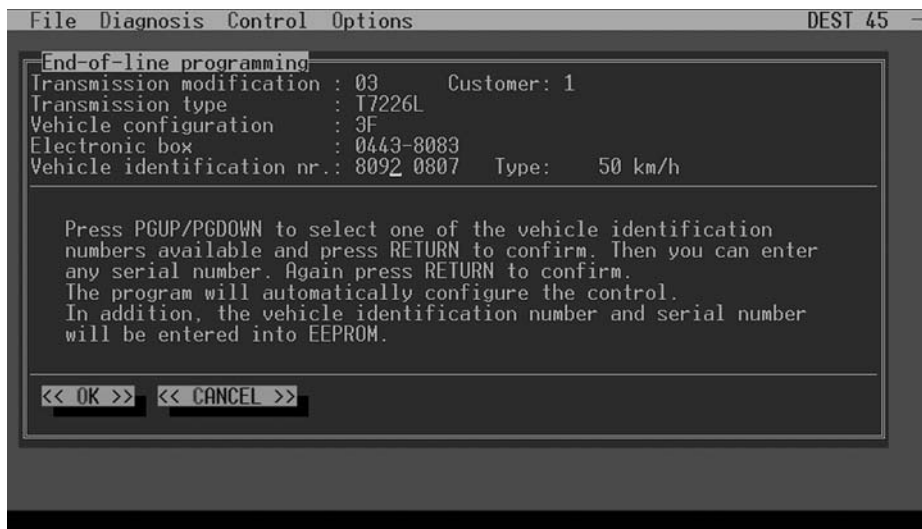 File Diagnosis Control Options DEST 45
End-of-line programming
Transmission modification : 03 Customer: 1
Transmission type : T7226L
Vehicle configuration : 3F
Electronic box : 0443-8083
Vehicle identification nr.: 8092 0807 Type: 50 km/h
Press PGUP/PGDOWN to select one of the vehicle identification
numbers available and press RETURN to confirm. Then you can enter
any serial number. Again press RETURN to confirm.
The program will automatically configure the control.
In addition, the vehicle identification number and serial number
will be entered into EEPROM.
<< OK >> << CANCEL >>